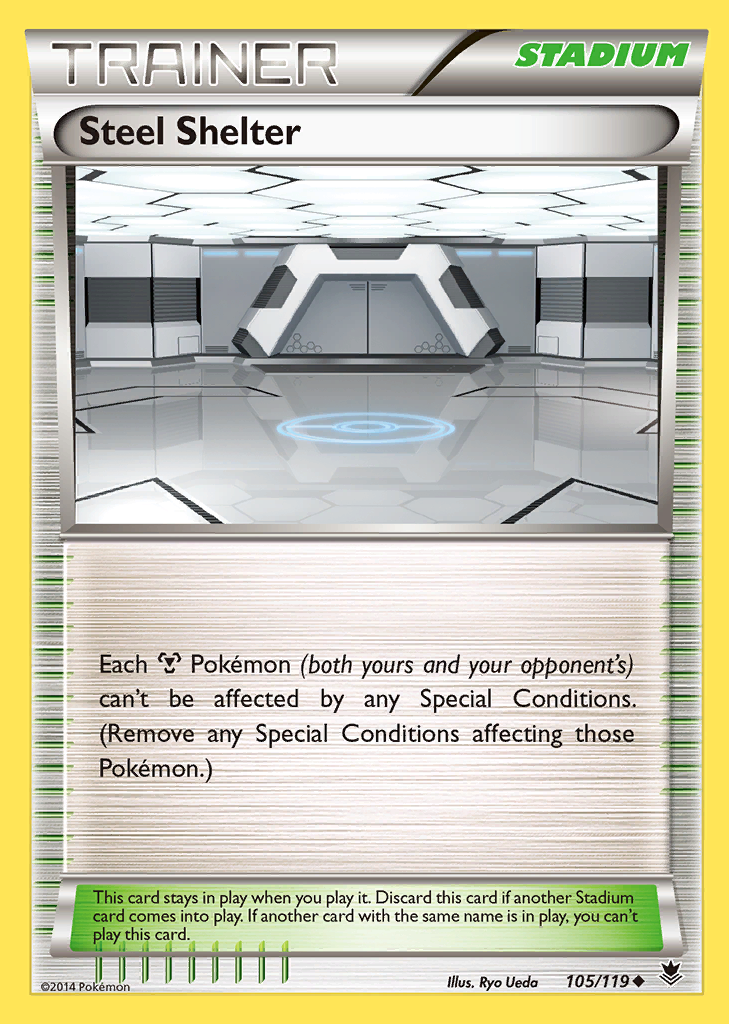 TRAINER
STADIUM
Steel Shelter
Each Pokémon (both yours and your opponent's)
can't be affected by any Special Conditions.
(Remove any Special Conditions affecting those
Pokémon.)
This card stays in play when you play it. Discard this card if another Stadium
card comes into play. If another card with the same name is in play, you can't
play this card.
©2014 Pokémon
Illus. Ryo Ueda
105/119